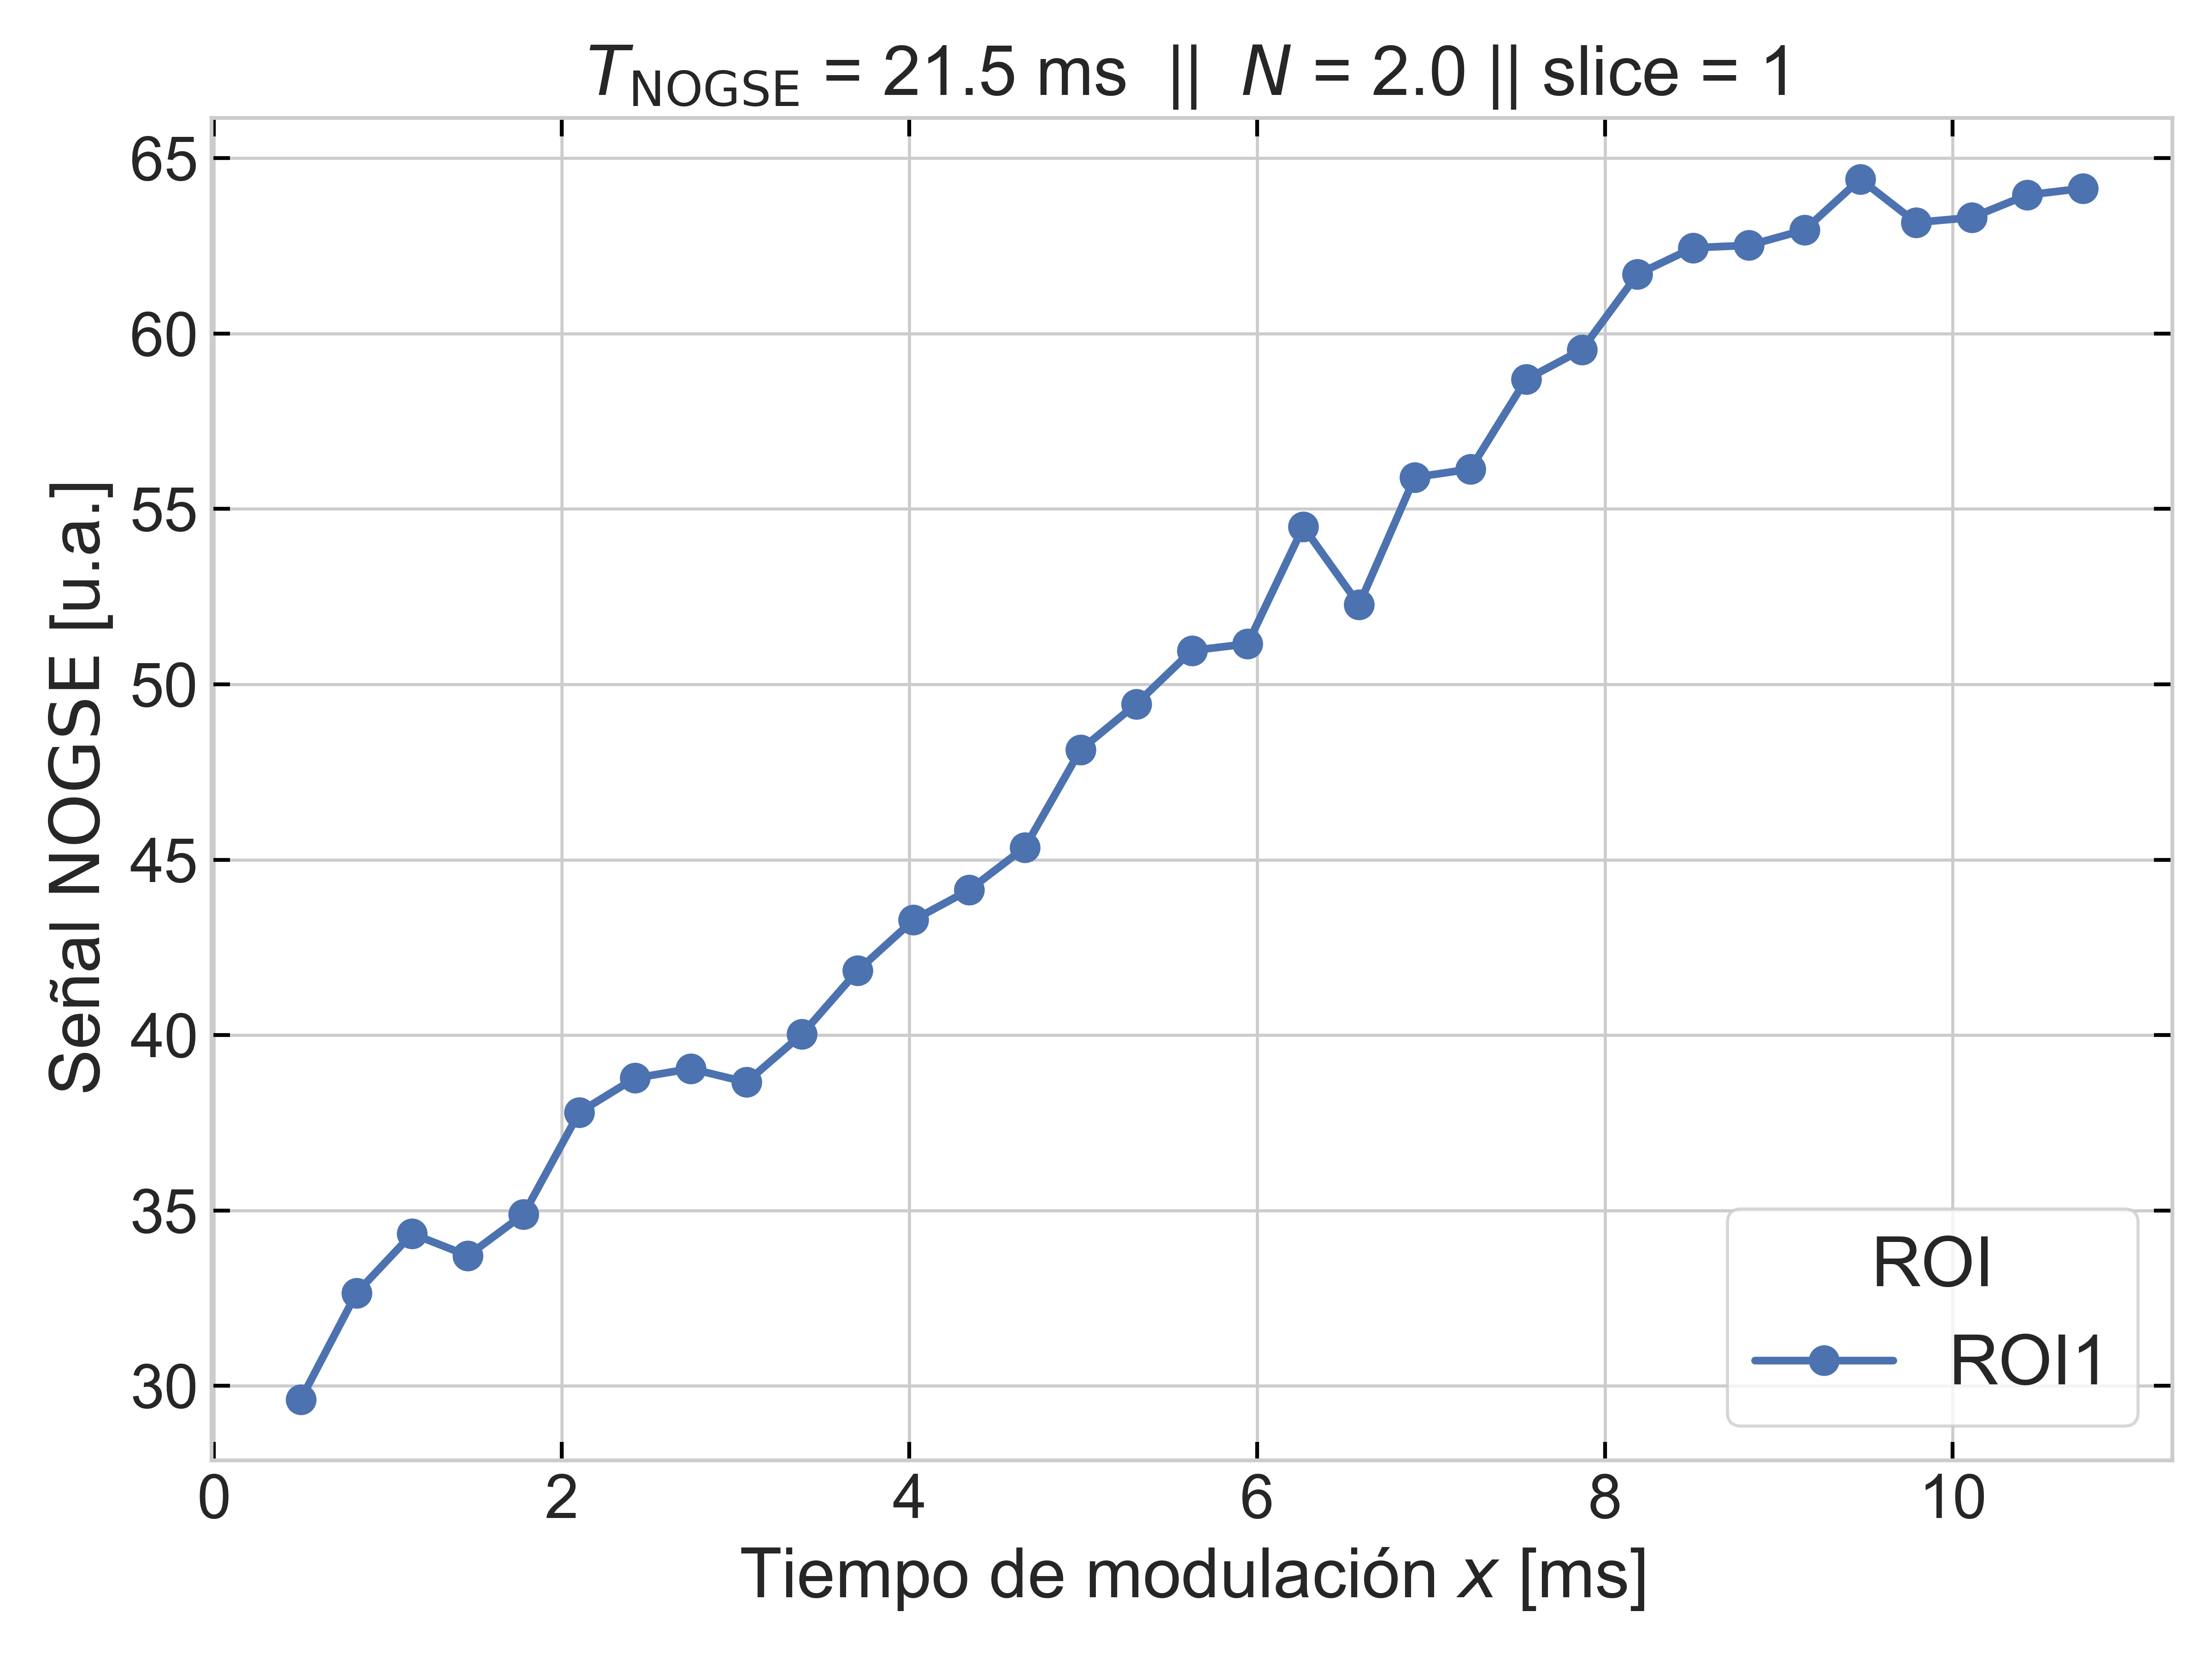 T_NOGSE = 21.5 ms || N = 2.0 || slice = 1
Señal NOGSE [u.a.]
65
60
55
50
45
40
35
30
0 2 4 6 8 10
Tiempo de modulación x [ms]
ROI
ROI1